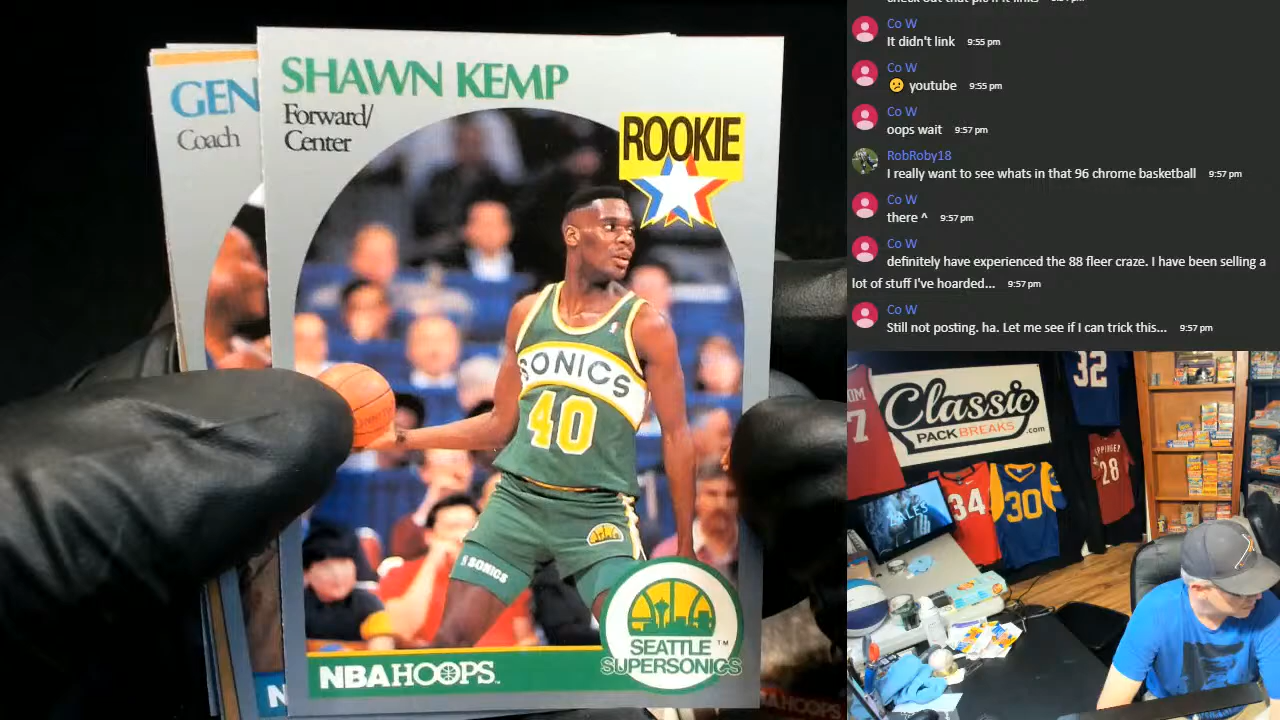 SHAWN KEMP
Forward/
Center
ROOKIE
GEN
Coach
SONICS
40
SONICS
SEATTLE
SUPERSONICS™
NBA HOOPS™
N
Co W
It didn't link 9:55 pm
Co W
😕 youtube 9:55 pm
Co W
oops wait 9:57 pm
RobRoby18
I really want to see whats in that 96 chrome basketball 9:57 pm
Co W
there ^ 9:57 pm
Co W
definitely have experienced the 88 fleer craze. I have been selling a
lot of stuff I've hoarded... 9:57 pm
Co W
Still not posting. ha. Let me see if I can trick this... 9:57 pm
Classic
PACK BREAKS.com
32
7
34
30
28